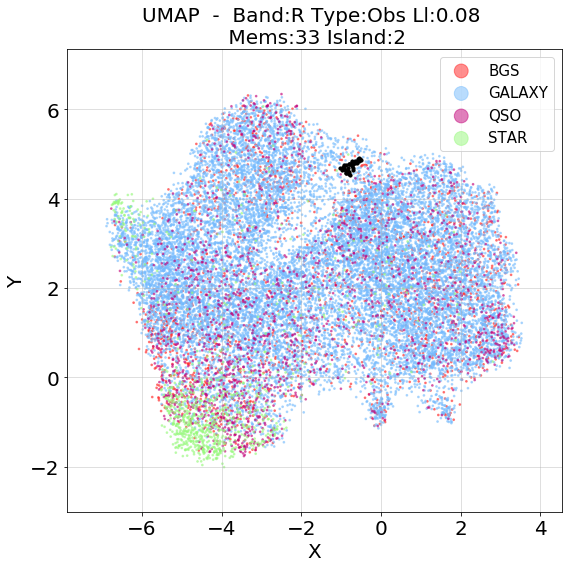 UMAP  -  Band:R Type:Obs Ll:0.08
Mems:33 Island:2
BGS
GALAXY
QSO
STAR
6
4
2
0
−2
Y
−6
−4
−2
0
2
4
X